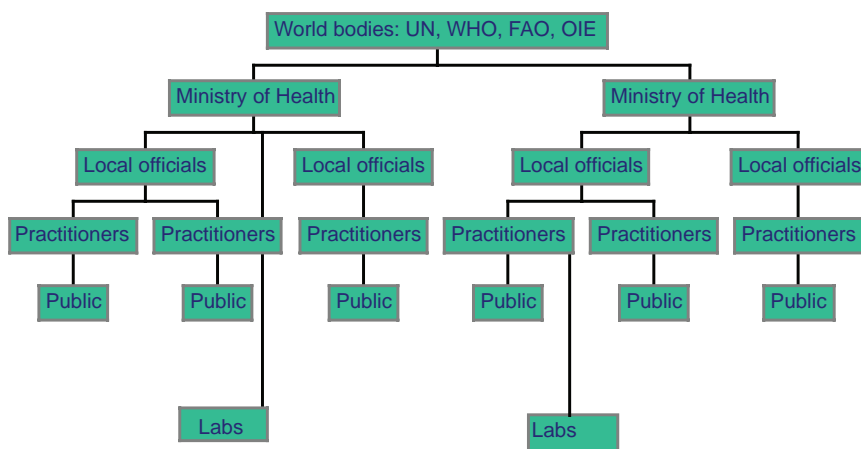 World bodies: UN, WHO, FAO, OIE
Ministry of Health
Ministry of Health
Local officials
Local officials
Local officials
Local officials
Practitioners
Practitioners
Practitioners
Practitioners
Practitioners
Practitioners
Public
Public
Public
Public
Public
Public
Labs
Labs